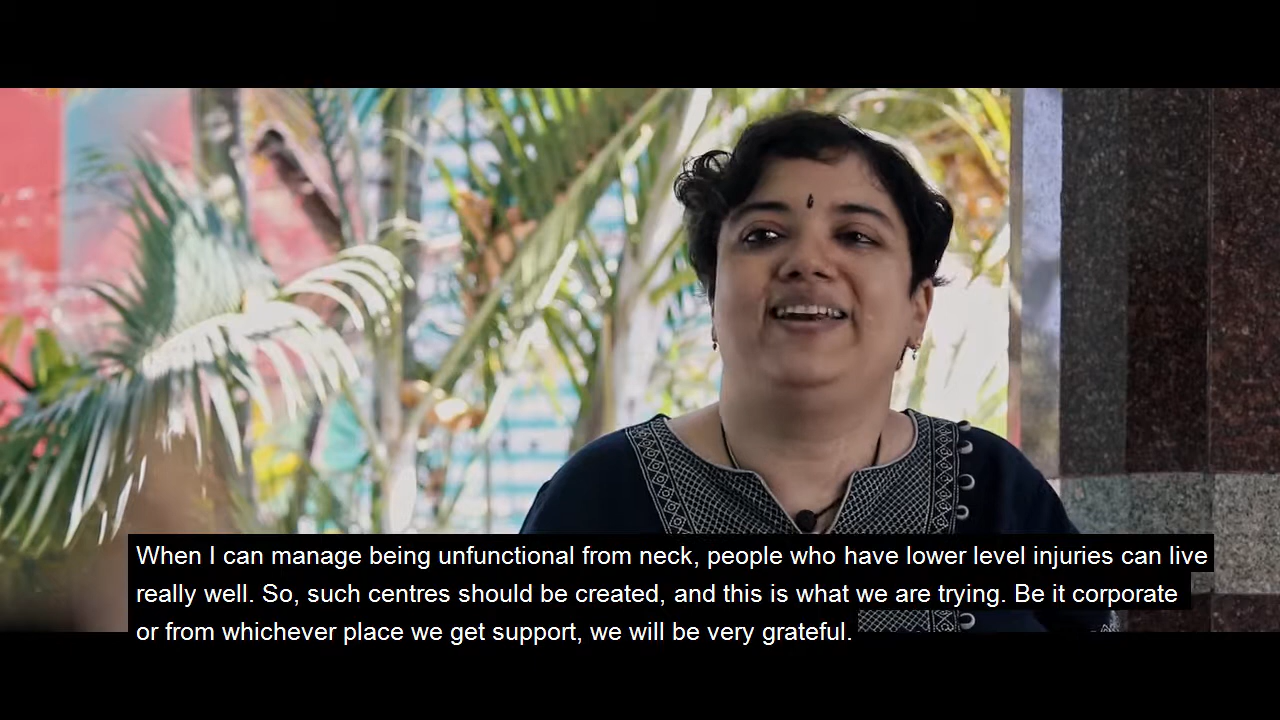 When I can manage being unfunctional from neck, people who have lower level injuries can live
really well. So, such centres should be created, and this is what we are trying. Be it corporate
or from whichever place we get support, we will be very grateful.